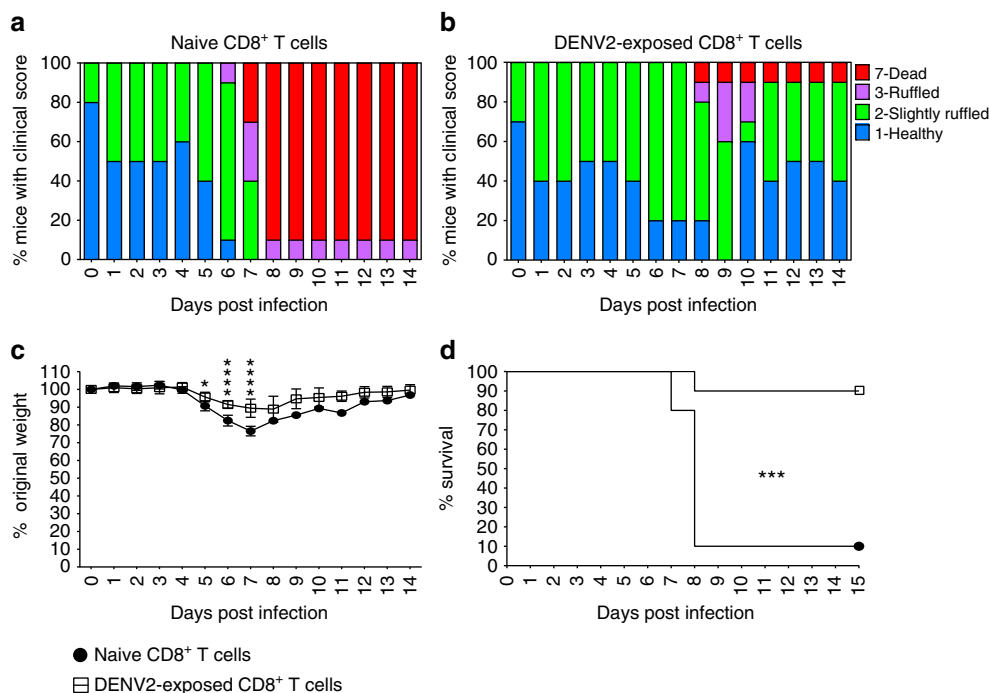 a
Naive CD8+ T cells
% mice with clinical score
100
80
60
40
20
0
0 1 2 3 4 5 6 7 8 9 10 11 12 13 14
Days post infection
b
DENV2-exposed CD8+ T cells
% mice with clinical score
100
80
60
40
20
0
0 1 2 3 4 5 6 7 8 9 10 11 12 13 14
Days post infection
7-Dead
3-Ruffled
2-Slightly ruffled
1-Healthy
c
% original weight
110
100
90
80
70
60
50
40
30
20
10
0
* **** ****
0 1 2 3 4 5 6 7 8 9 10 11 12 13 14
Days post infection
d
% survival
100
90
80
70
60
50
40
30
20
10
0
***
0 1 2 3 4 5 6 7 8 9 10 11 12 13 14 15
Days post infection
Naive CD8+ T cells
DENV2-exposed CD8+ T cells